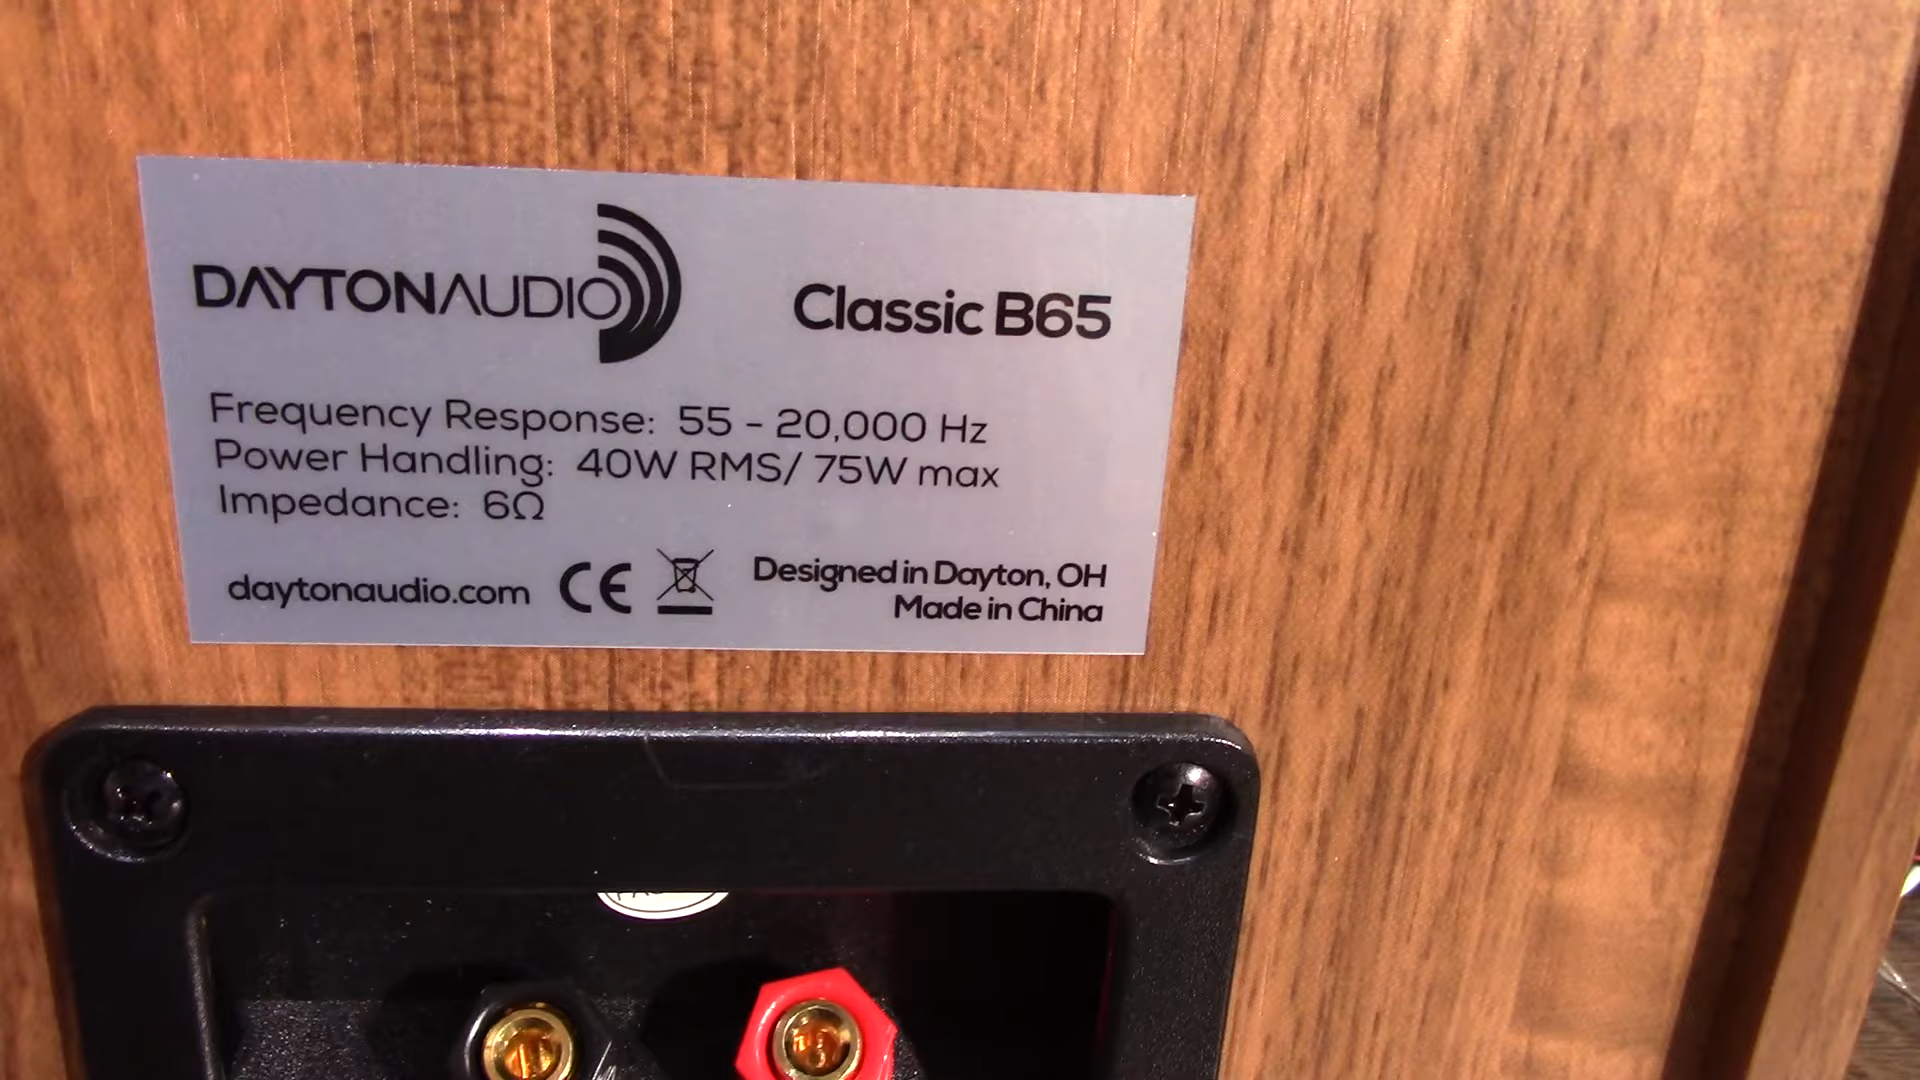 DAYTONAUDIO
Classic B65
Frequency Response: 55 - 20,000 Hz
Power Handling: 40W RMS/ 75W max
Impedance: 6Ω
daytonaudio.com
CE
Designed in Dayton, OH
Made in China